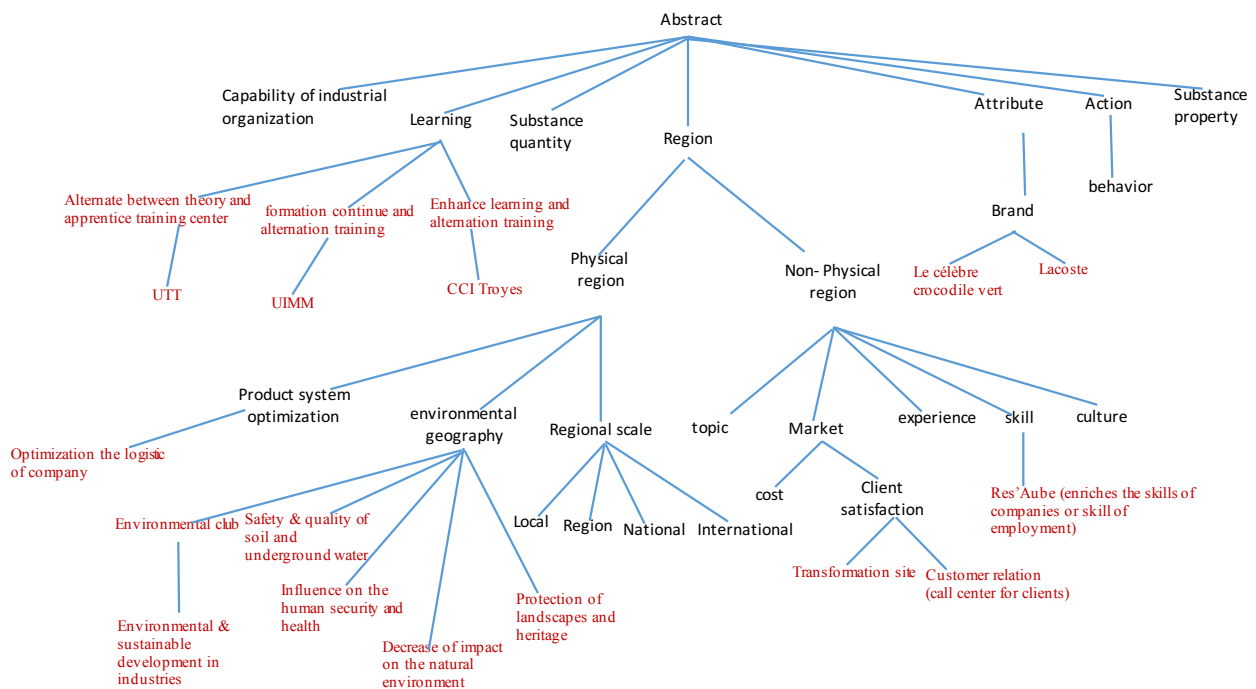 Abstract
Capability of industrial
organization
Learning
Substance
quantity
Region
Attribute
Action
Substance
property
Alternate between theory and
apprentice training center
formation continue and
alternation training
Enhance learning and
alternation training
behavior
Brand
UTT
UIMM
CCI Troyes
Physical
region
Non- Physical
region
Le célèbre
crocodile vert
Lacoste
Product system
optimization
environmental
geography
Regional scale
topic
Market
experience
skill
culture
Optimization the logistic
of company
Environmental club
Safety & quality of
soil and
underground water
Influence on the
human security and
health
Decrease of impact
on the natural
environment
Protection of
landscapes and
heritage
Local
Region
National
International
cost
Client
satisfaction
Res’Aube (enriches the skills of
companies or skill of
employment)
Transformation site
Customer relation
(call center for clients)
Environmental &
sustainable
development in
industries